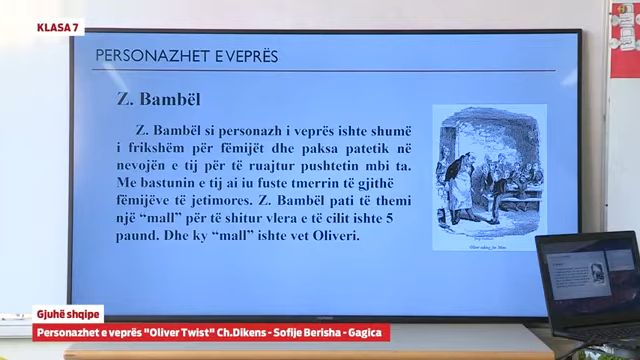 KLASA 7
PERSONAZHET E VEPRËS
Z. Bambël
Z. Bambël si personazh i veprës ishte shumë
i frikshëm për fëmijët dhe paksa patetik në
nevojën e tij për të ruajtur pushtetin mbi ta.
Me bastunin e tij ai iu fuste tmerrin të gjithë
fëmijëve të jetimores. Z. Bambël pati të themi
një “mall” për të shitur vlera e të cilit ishte 5
paund. Dhe ky “mall” ishte vet Oliveri.
Gjuhë shqipe
Personazhet e veprës "Oliver Twist" Ch.Dikens - Sofije Berisha - Gagica